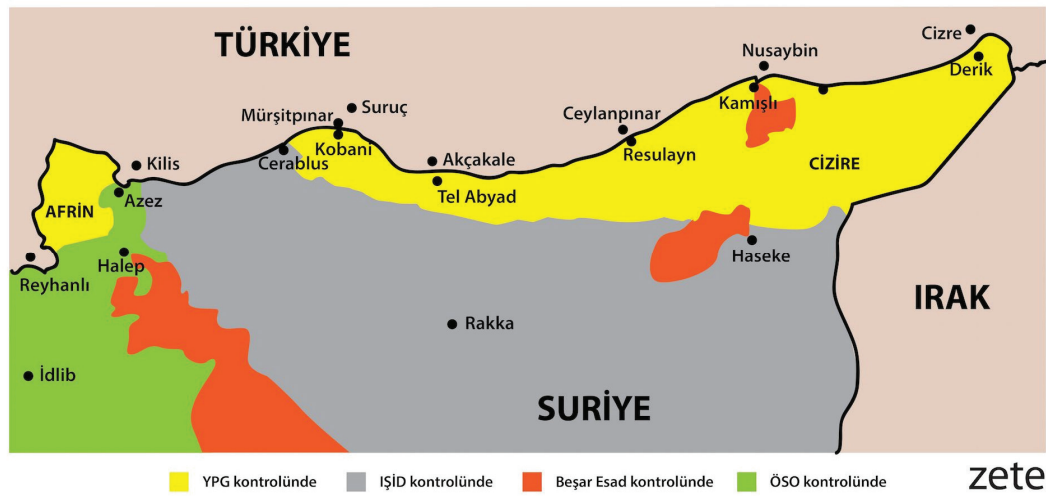 TÜRKİYE
Cizre
Nusaybin
Derik
Suruç
Kamışlı
Mürşitpınar
Ceylanpınar
Kobani
Resulayn
Cerablus
Kilis
Akçakale
CİZİRE
Tel Abyad
Azez
AFRİN
Haseke
Halep
Reyhanlı
IRAK
Rakka
İdlib
SURİYE
YPG kontrolünde
IŞİD kontrolünde
Beşar Esad kontrolünde
ÖSO kontrolünde
zete